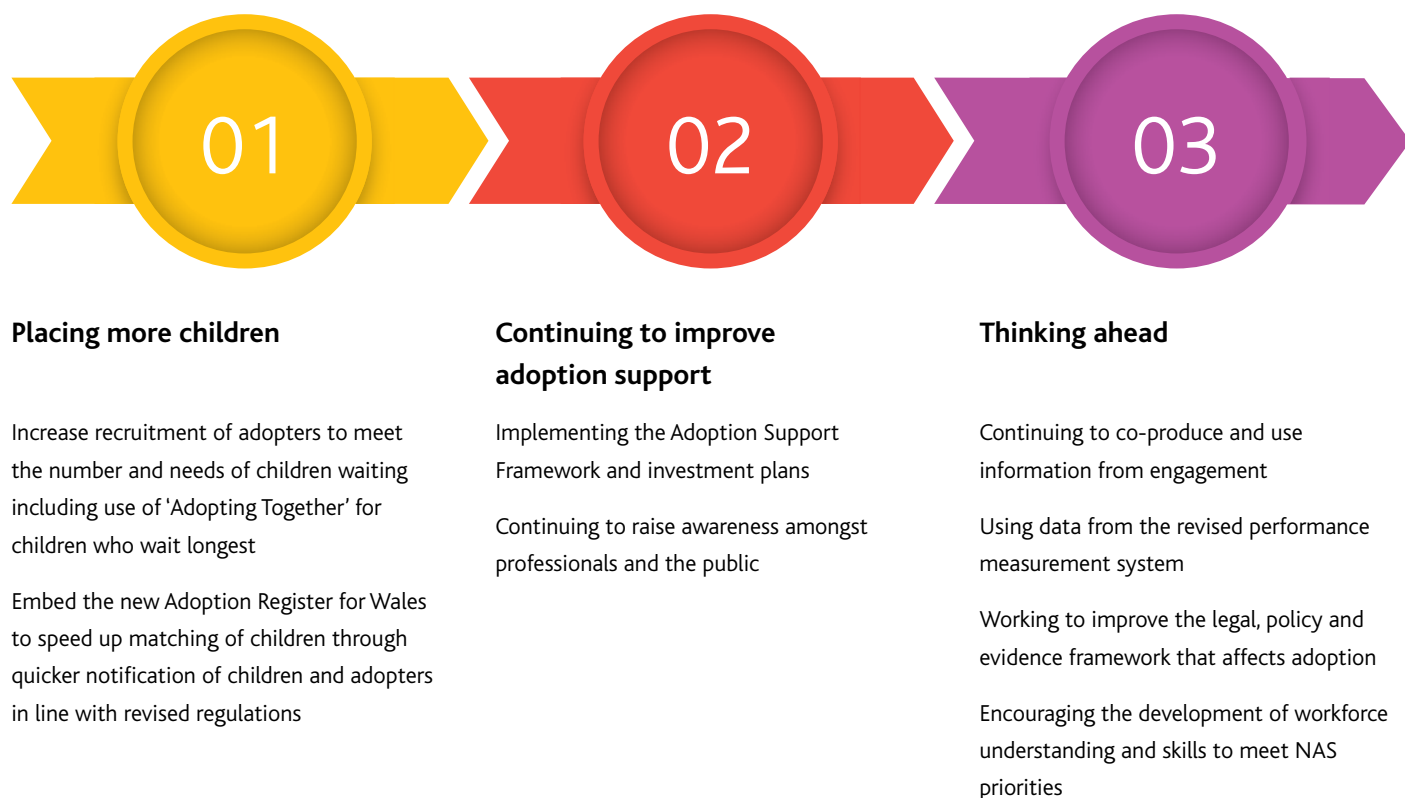 01
02
03
Placing more children
Increase recruitment of adopters to meet
the number and needs of children waiting
including use of ‘Adopting Together’ for
children who wait longest
Embed the new Adoption Register for Wales
to speed up matching of children through
quicker notification of children and adopters
in line with revised regulations
Continuing to improve
adoption support
Implementing the Adoption Support
Framework and investment plans
Continuing to raise awareness amongst
professionals and the public
Thinking ahead
Continuing to co-produce and use
information from engagement
Using data from the revised performance
measurement system
Working to improve the legal, policy and
evidence framework that affects adoption
Encouraging the development of workforce
understanding and skills to meet NAS
priorities